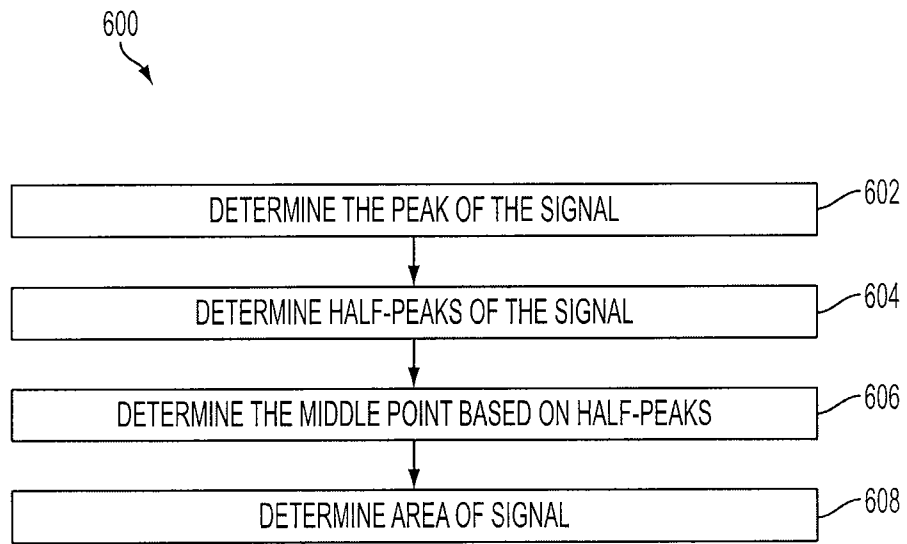 600
DETERMINE THE PEAK OF THE SIGNAL
602
DETERMINE HALF-PEAKS OF THE SIGNAL
604
DETERMINE THE MIDDLE POINT BASED ON HALF-PEAKS
606
DETERMINE AREA OF SIGNAL
608